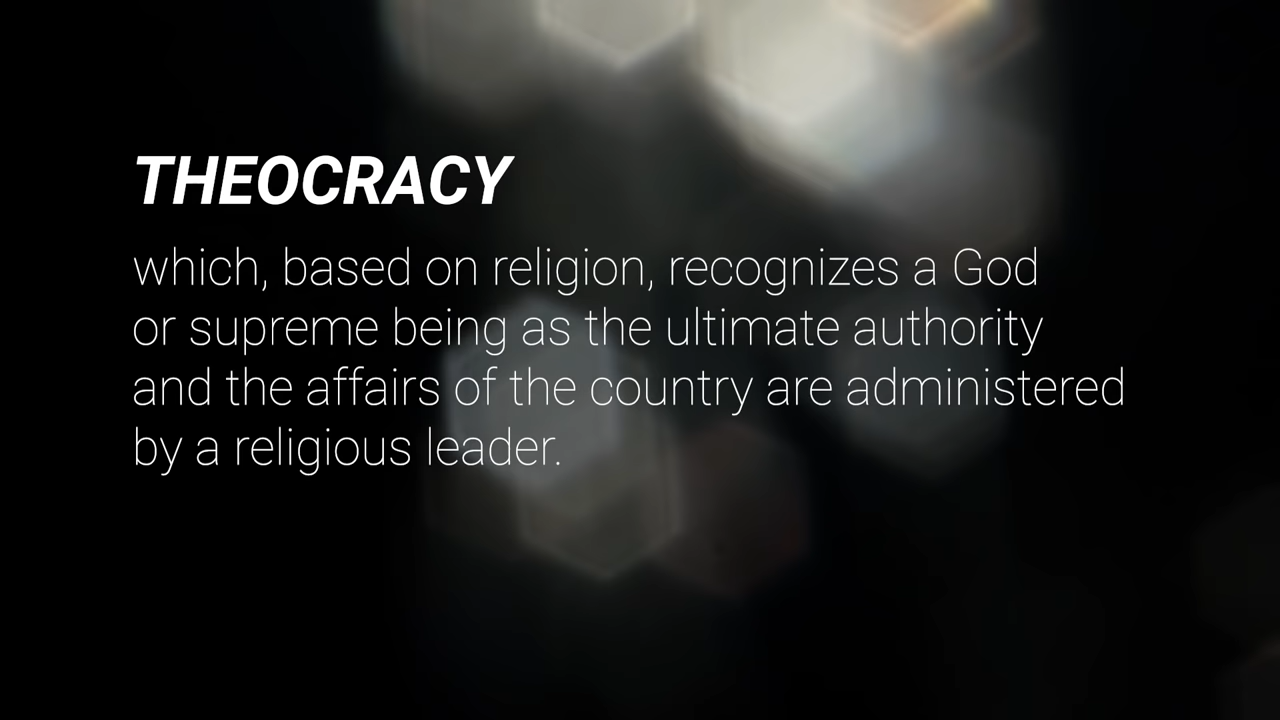 THEOCRACY
which, based on religion, recognizes a God
or supreme being as the ultimate authority
and the affairs of the country are administered
by a religious leader.